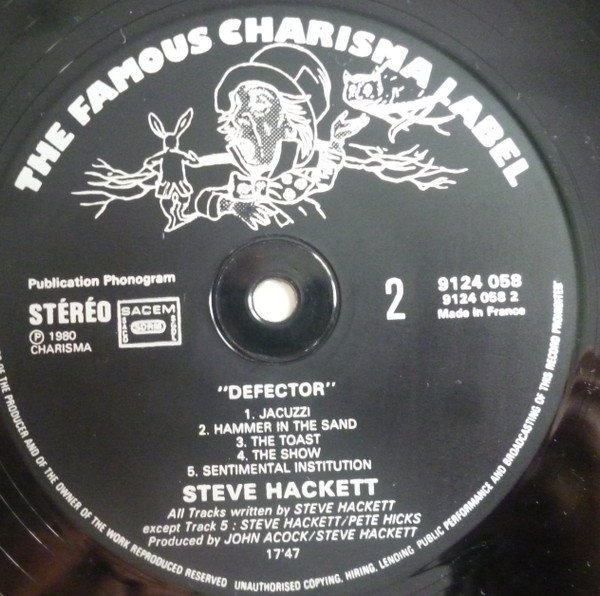 THE FAMOUS CHARISMA LABEL
Publication Phonogram
STÉRÉO
SACEM
SDRM
Ⓟ 1980
CHARISMA
2
9124 058
9124 058 2
Made in France
"DEFECTOR"
1. JACUZZI
2. HAMMER IN THE SAND
3. THE TOAST
4. THE SHOW
5. SENTIMENTAL INSTITUTION
STEVE HACKETT
All Tracks written by STEVE HACKETT
except Track 5 : STEVE HACKETT/PETE HICKS
Produced by JOHN ACOCK/STEVE HACKETT
17'47
OF THE PRODUCER AND OF THE OWNER OF THE WORK REPRODUCED RESERVED UNAUTHORISED COPYING, HIRING, LENDING PUBLIC PERFORMANCE AND BROADCASTING OF THIS RECORD PROHIBITED